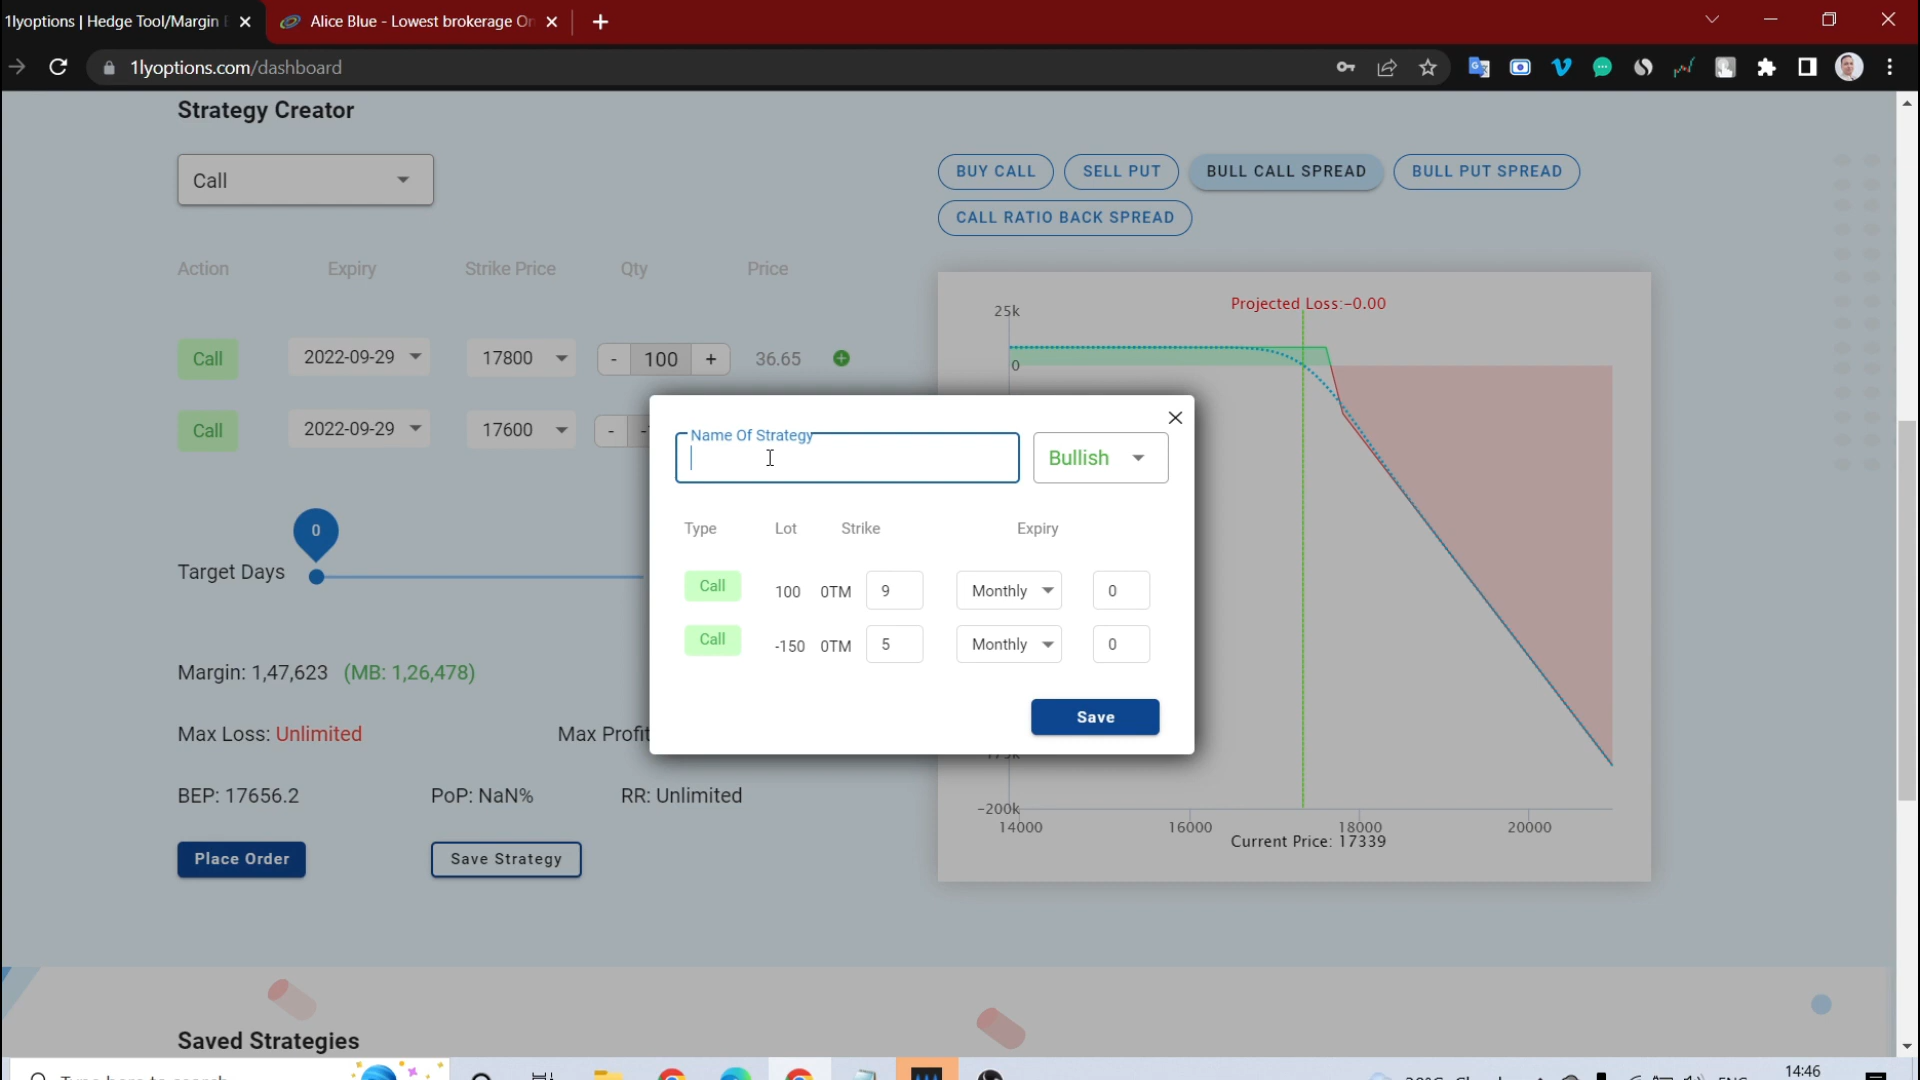 1lyoptions | Hedge Tool/Margin
Alice Blue - Lowest brokerage On
1lyoptions.com/dashboard
Strategy Creator
Call
BUY CALL SELL PUT BULL CALL SPREAD BULL PUT SPREAD
CALL RATIO BACK SPREAD
Action Expiry Strike Price Qty Price
Call 2022-09-29 17800 - 100 + 36.65
Call 2022-09-29 17600 -
Projected Loss:-0.00
25k
0
-200k
14000 16000 18000 20000
Current Price: 17339
Name Of Strategy
Bullish
Type Lot Strike Expiry
Call 100 0TM 9 Monthly 0
Call -150 0TM 5 Monthly 0
Save
0
Target Days
Margin: 1,47,623 (MB: 1,26,478)
Max Loss: Unlimited Max Profit
BEP: 17656.2 PoP: NaN% RR: Unlimited
Place Order Save Strategy
Saved Strategies
14:46